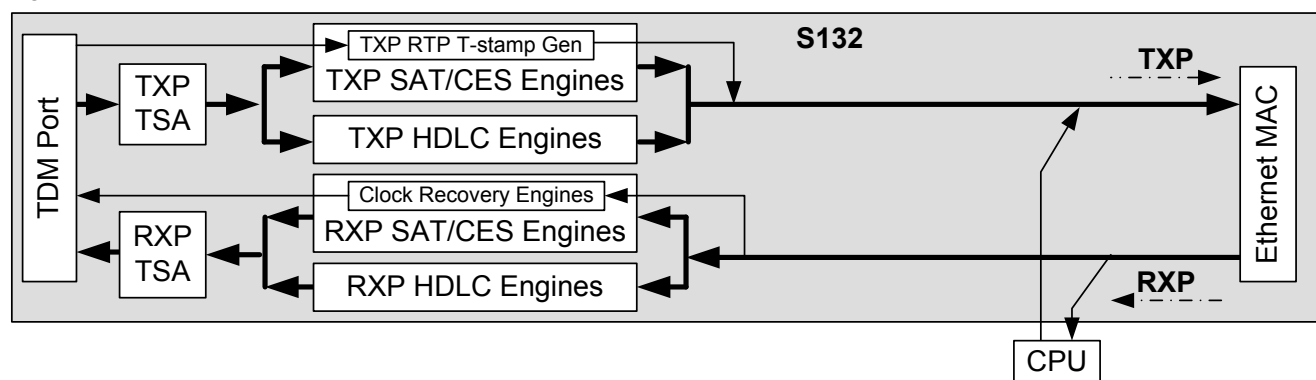 S132
TDM Port
TXP
TSA
TXP RTP T-stamp Gen
TXP SAT/CES Engines
TXP HDLC Engines
TXP
Ethernet MAC
RXP
TSA
Clock Recovery Engines
RXP SAT/CES Engines
RXP HDLC Engines
RXP
CPU